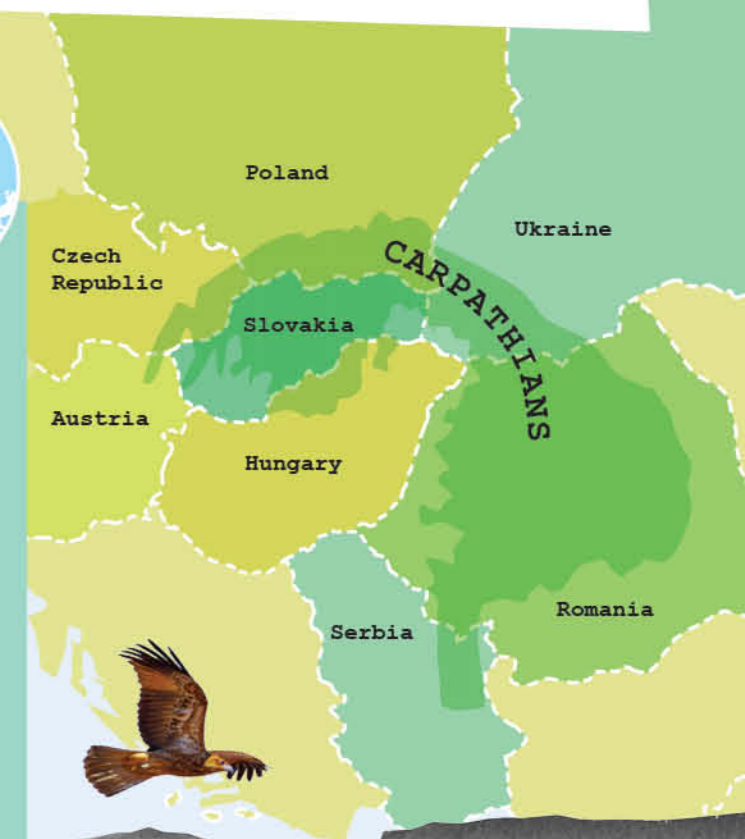 Poland
Ukraine
Czech
Republic
CARPATHIANS
Slovakia
Austria
Hungary
Romania
Serbia